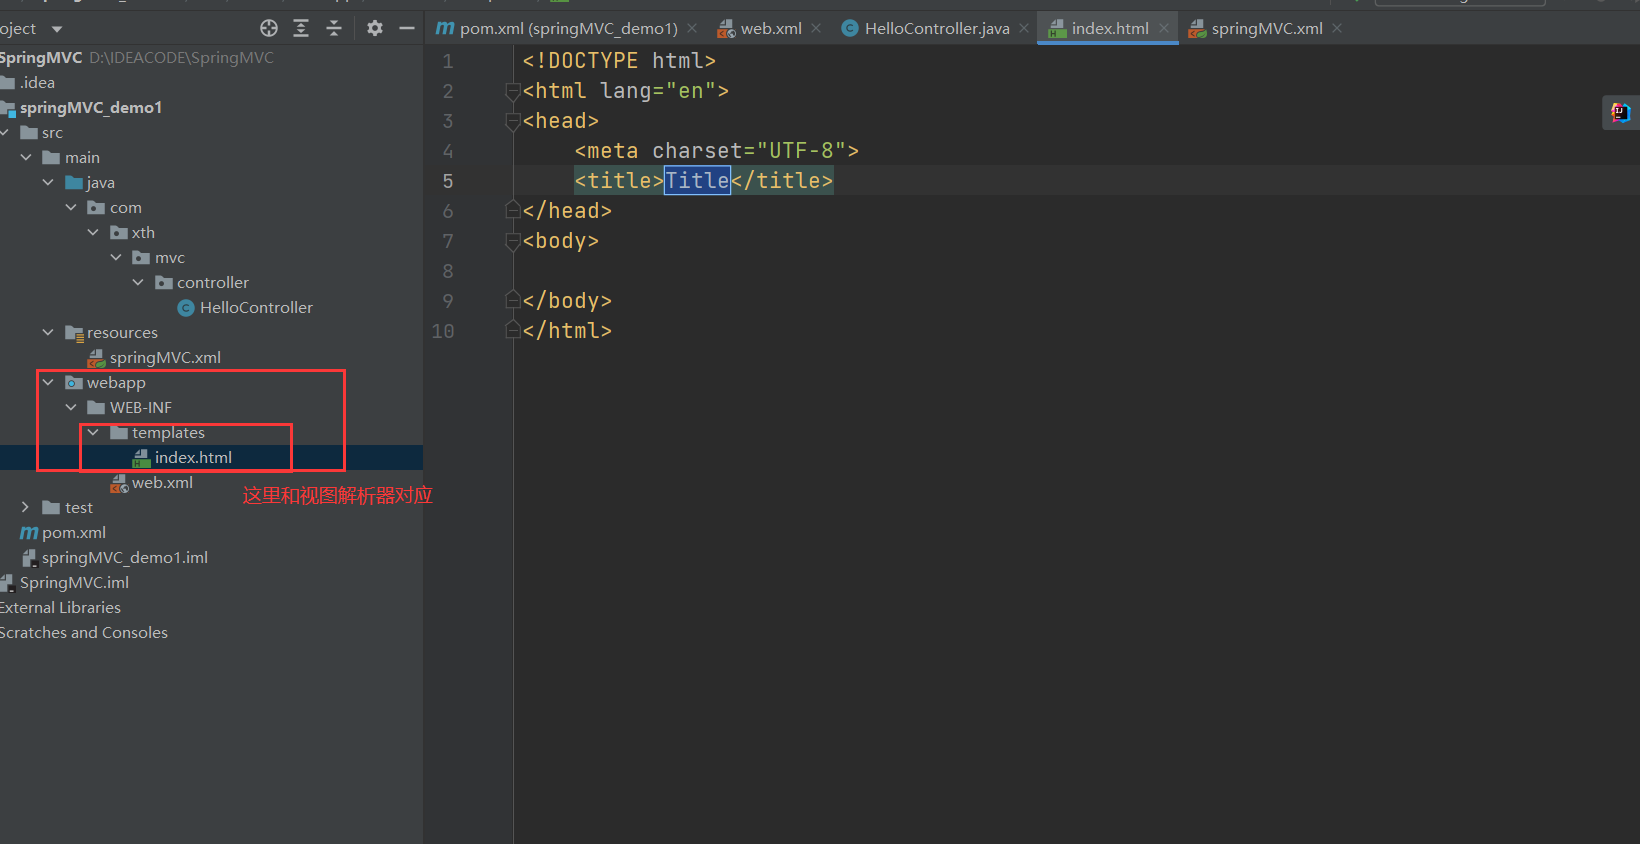 oject
pom.xml (springMVC_demo1)
web.xml
HelloController.java
index.html
springMVC.xml
SpringMVC D:\IDEACODE\SpringMVC
.idea
springMVC_demo1
src
main
java
com
xth
mvc
controller
HelloController
resources
springMVC.xml
webapp
WEB-INF
templates
index.html
web.xml
这里和视图解析器对应
test
pom.xml
springMVC_demo1.iml
SpringMVC.iml
External Libraries
Scratches and Consoles
1 <!DOCTYPE html>
2 <html lang="en">
3 <head>
4 <meta charset="UTF-8">
5 <title>Title</title>
6 </head>
7 <body>
8
9 </body>
10 </html>